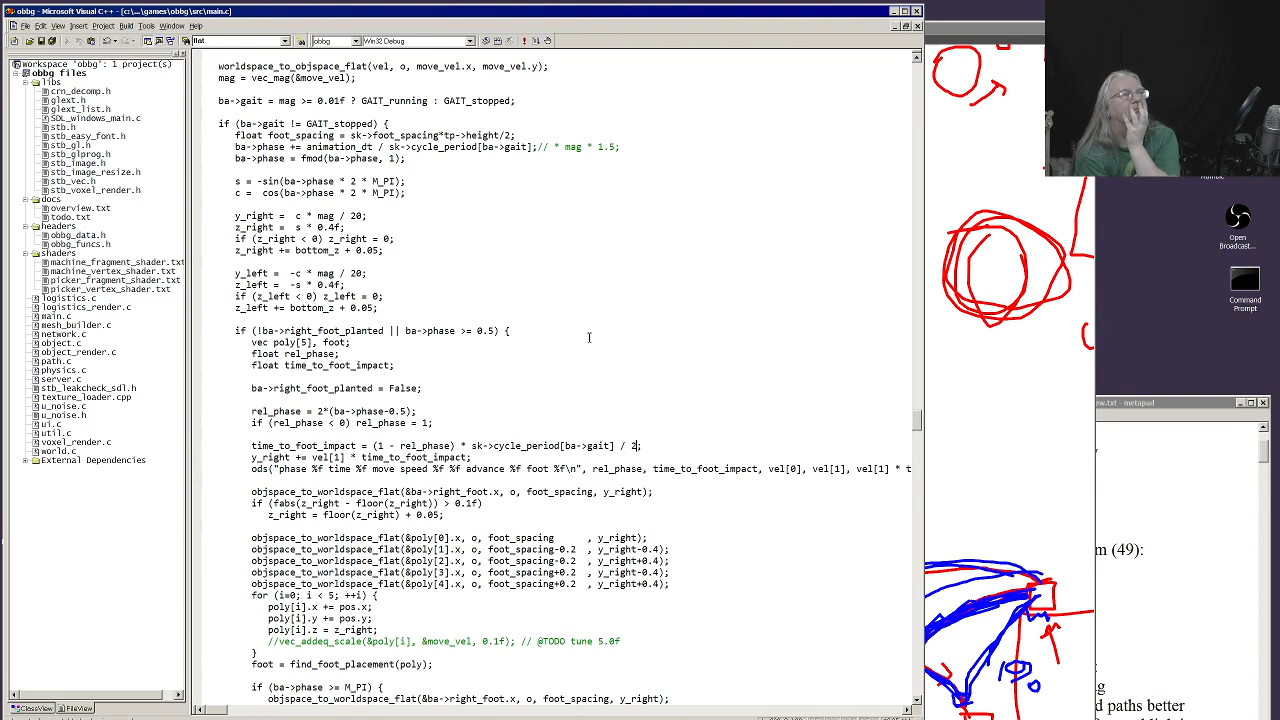 obbg - Microsoft Visual C++ - [c:\...\games\obbg\src\main.c]
File Edit View Insert Project Build Tools Window Help
flat obbg Win32 Debug
Workspace "obbg": 1 project(s)
obbg files
libs
crn_decomp.h
glext.h
glext_list.h
SDL_windows_main.c
stb.h
stb_easy_font.h
stb_gl.h
stb_glprog.h
stb_image.h
stb_image_resize.h
stb_vec.h
stb_voxel_render.h
docs
overview.txt
todo.txt
headers
obbg_data.h
obbg_funcs.h
shaders
machine_fragment_shader.txt
machine_vertex_shader.txt
picker_fragment_shader.txt
picker_vertex_shader.txt
logistics.c
logistics_render.c
main.c
mesh_builder.c
network.c
object.c
object_render.c
path.c
physics.c
server.c
stb_leakcheck_sdl.h
texture_loader.cpp
u_noise.c
u_noise.h
ui.c
util.c
voxel_render.c
world.c
External Dependencies
ClassView FileView
worldspace_to_objspace_flat(vel, o, move_vel.x, move_vel.y);
mag = vec_mag(&move_vel);
ba->gait = mag >= 0.01f ? GAIT_running : GAIT_stopped;
if (ba->gait != GAIT_stopped) {
float foot_spacing = sk->foot_spacing*tp->height/2;
ba->phase += animation_dt / sk->cycle_period[ba->gait];// * mag * 1.5;
ba->phase = fmod(ba->phase, 1);
s = -sin(ba->phase * 2 * M_PI);
c =  cos(ba->phase * 2 * M_PI);
y_right =  c * mag / 20;
z_right =  s * 0.4f;
if (z_right < 0) z_right = 0;
z_right += bottom_z + 0.05;
y_left =  -c * mag / 20;
z_left =  -s * 0.4f;
if (z_left < 0) z_left = 0;
z_left += bottom_z + 0.05;
if (!ba->right_foot_planted || ba->phase >= 0.5) {
vec poly[5], foot;
float rel_phase;
float time_to_foot_impact;
ba->right_foot_planted = False;
rel_phase = 2*(ba->phase-0.5);
if (rel_phase < 0) rel_phase = 1;
time_to_foot_impact = (1 - rel_phase) * sk->cycle_period[ba->gait] / 2;
y_right += vel[1] * time_to_foot_impact;
ods("phase %f time %f move speed %f %f advance %f foot %f\n", rel_phase, time_to_foot_impact, vel[0], vel[1], vel[1] * t
objspace_to_worldspace_flat(&ba->right_foot.x, o, foot_spacing, y_right);
if (fabs(z_right - floor(z_right) > 0.1f)
z_right = floor(z_right) + 0.05;
objspace_to_worldspace_flat(&poly[0].x, o, foot_spacing     , y_right);
objspace_to_worldspace_flat(&poly[1].x, o, foot_spacing-0.2  , y_right-0.4);
objspace_to_worldspace_flat(&poly[2].x, o, foot_spacing-0.2  , y_right+0.4);
objspace_to_worldspace_flat(&poly[3].x, o, foot_spacing+0.2  , y_right-0.4);
objspace_to_worldspace_flat(&poly[4].x, o, foot_spacing+0.2  , y_right+0.4);
for (i=0; i < 5; ++i) {
poly[i].x += pos.x;
poly[i].y += pos.y;
poly[i].z = z_right;
//vec_addeq_scale(&poly[i], &move_vel, 0.1f); // @TODO tune 5.0f
}
foot = find_foot_placement(poly);
if (ba->phase >= M_PI) {
objspace_to_worldspace_flat(&ba->right_foot.x, o, foot_spacing, y_right);
Open Broadcast...
Command Prompt
ew.txt - metapad
m (49):
d paths better